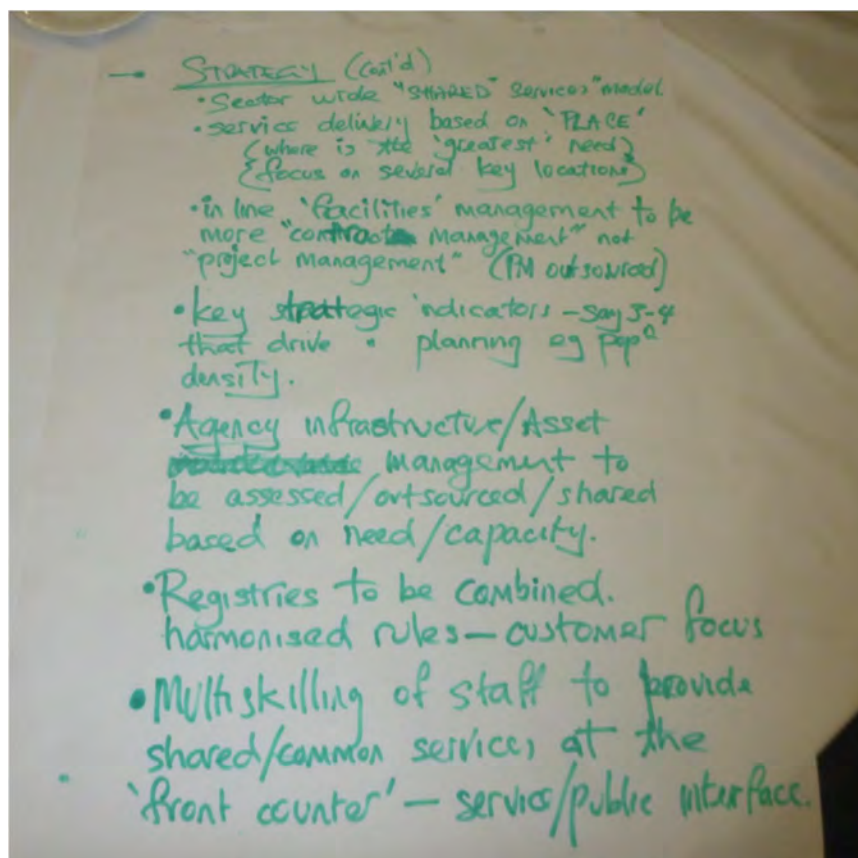 → STRATEGY (cont'd)
• Sector wide "SHARED" services "model.
• service delivery based on 'PLACE'
(where is the 'greatest' need)
{focus on several key locations}
• in line 'facilities' management to be
more "contract management" not
"project management" (PM outsourced)
• key strategic indicators – say 3-4
that drive • planning eg popn
density.
• Agency infrastructure/Asset
management to
be assessed/outsourced/shared
based on need/capacity.
• Registries to be combined.
harmonised rules — customer focus
• Multiskilling of staff to provide
shared/common services at the
'front counter' — service/public interface.